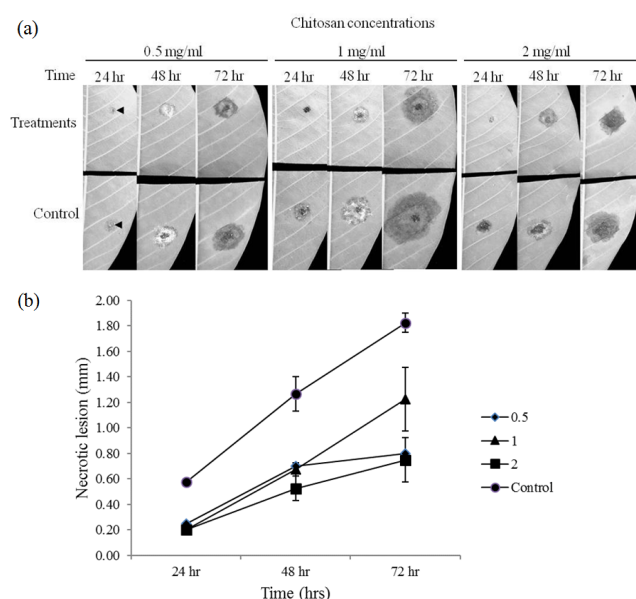 (a)
Chitosan concentrations
0.5 mg/ml 1 mg/ml 2 mg/ml
Time 24 hr 48 hr 72 hr 24 hr 48 hr 72 hr 24 hr 48 hr 72 hr
Treatments
Control
(b)
2.00
1.80
1.60
1.40
1.20
1.00
0.80
0.60
0.40
0.20
0.00
Necrotic lesion (mm)
24 hr 48 hr 72 hr
Time (hrs)
0.5
1
2
Control